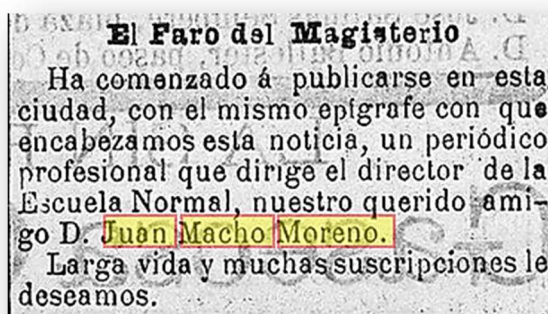 El Faro del Magisterio
Ha comenzado á publicarse en esta
ciudad, con el mismo epígrafe con que
encabezamos esta noticia, un periódico
profesional que dirige el director de la
Escuela Normal, nuestro querido ami-
go D. Juan Macho Moreno.
Larga vida y muchas suscripciones le
deseamos.